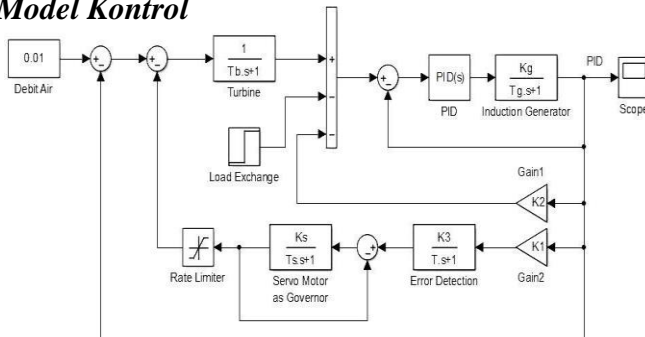 Model Kontrol
0.01
Debit Air
1
Tb.s+1
Turbine
Load Exchange
PID(s)
PID
Kg
Tg.s+1
Induction Generator
PID
Scope
Gain1
K2
K1
Gain2
K3
T.s+1
Error Detection
Ks
Ts.s+1
Servo Motor
as Governor
Rate Limiter